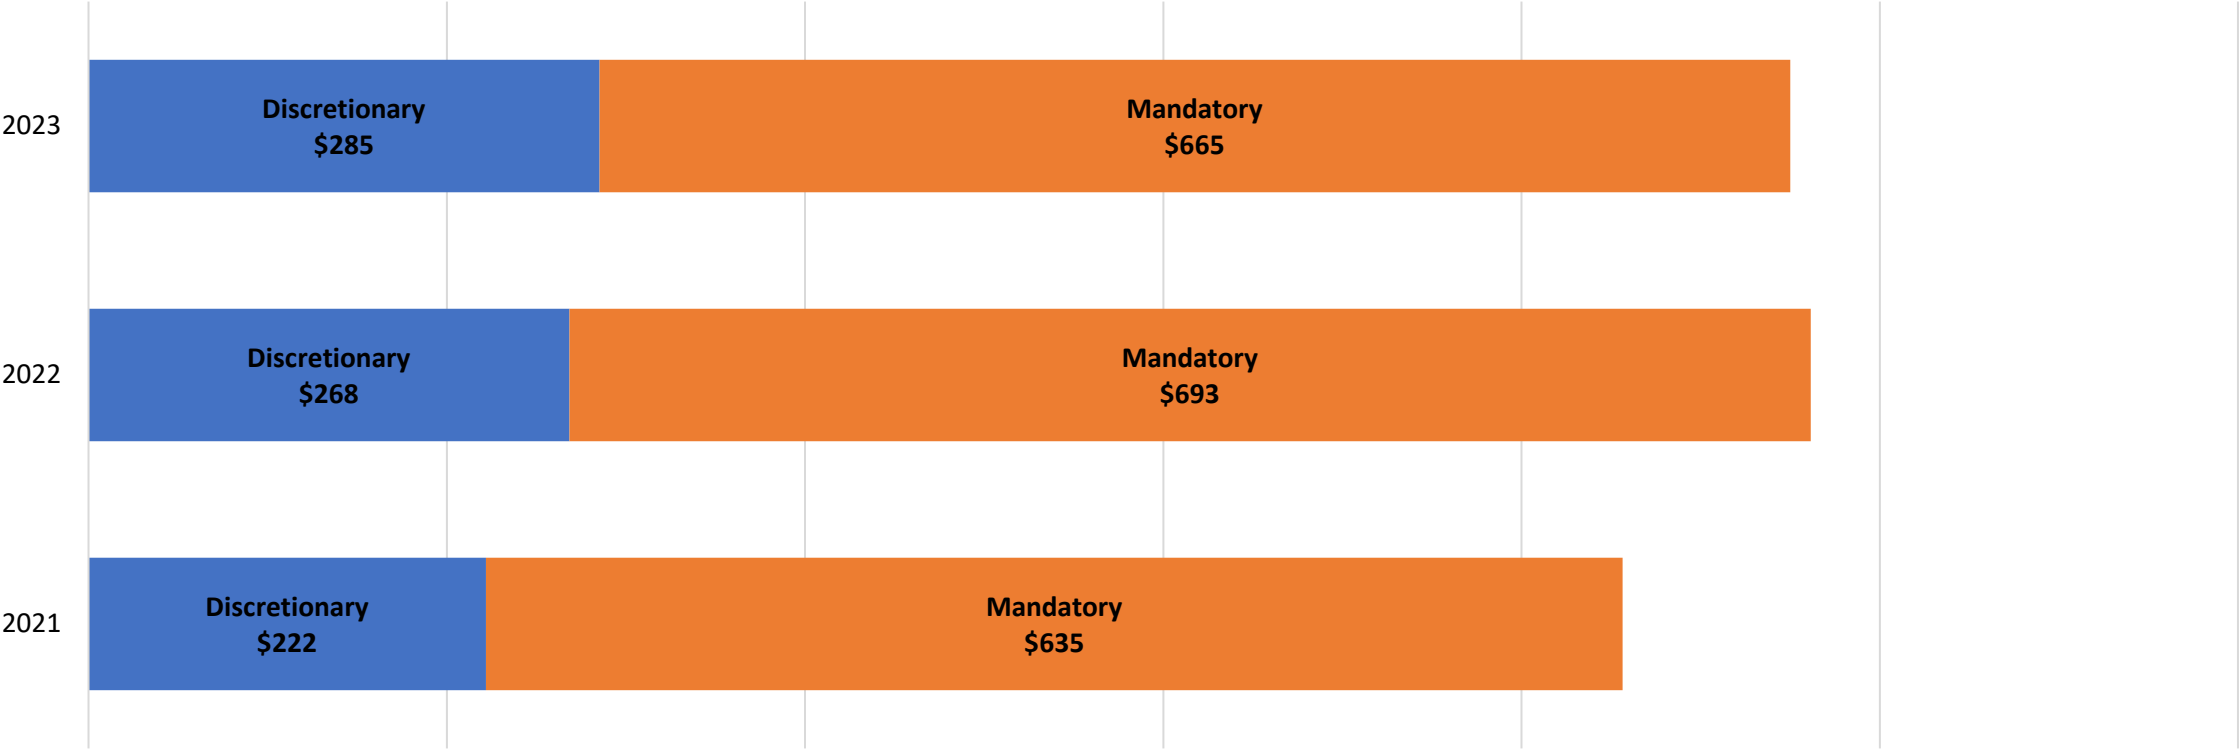 2023
Discretionary
$285
Mandatory
$665
2022
Discretionary
$268
Mandatory
$693
2021
Discretionary
$222
Mandatory
$635